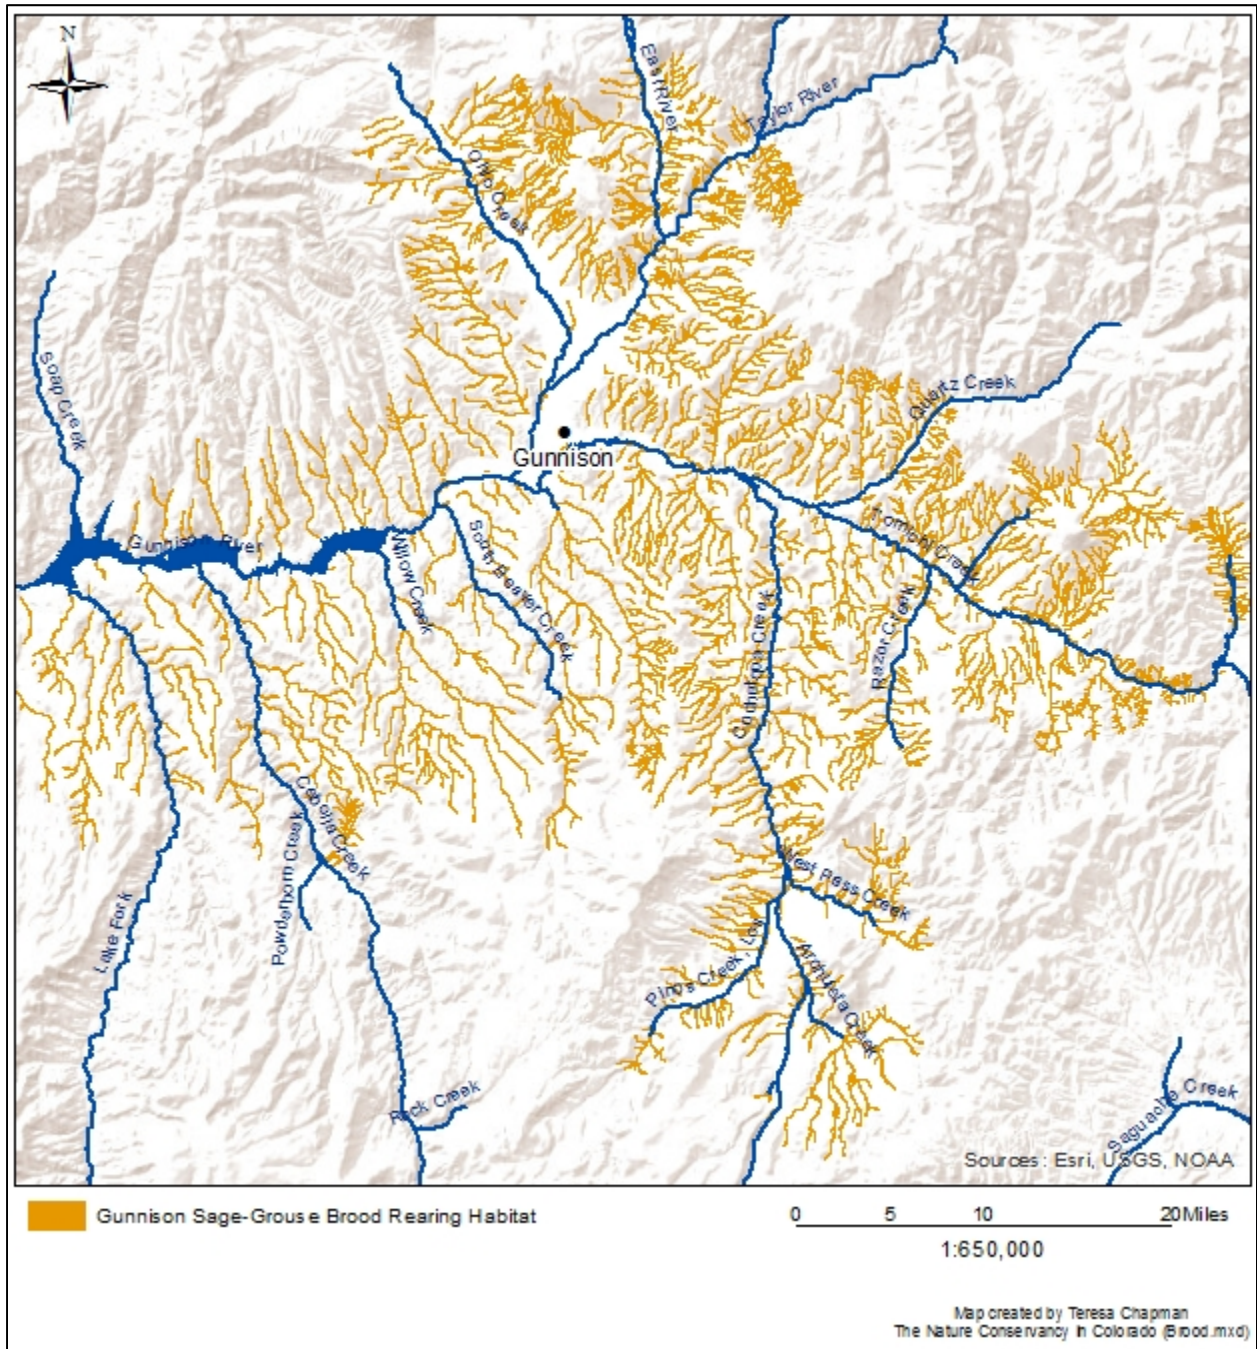 N
East River
Taylor River
Ohio Creek
Soap Creek
Quartz Creek
Gunnison
Gunnison River
Tomichi Creek
Willow Creek
South Beaver Creek
Razor Creek
Cochetopa Creek
Cebolla Creek
Powderhorn Creek
West Pass Creek
Lake Fork
Pinos Creek, Los
Archuleta Creek
Rock Creek
Saguache Creek
Sources: Esri, USGS, NOAA
Gunnison Sage-Grouse Brood Rearing Habitat
0 5 10 20 Miles
1:650,000
Map created by Teresa Chapman
The Nature Conservancy in Colorado (Brood.mxd)